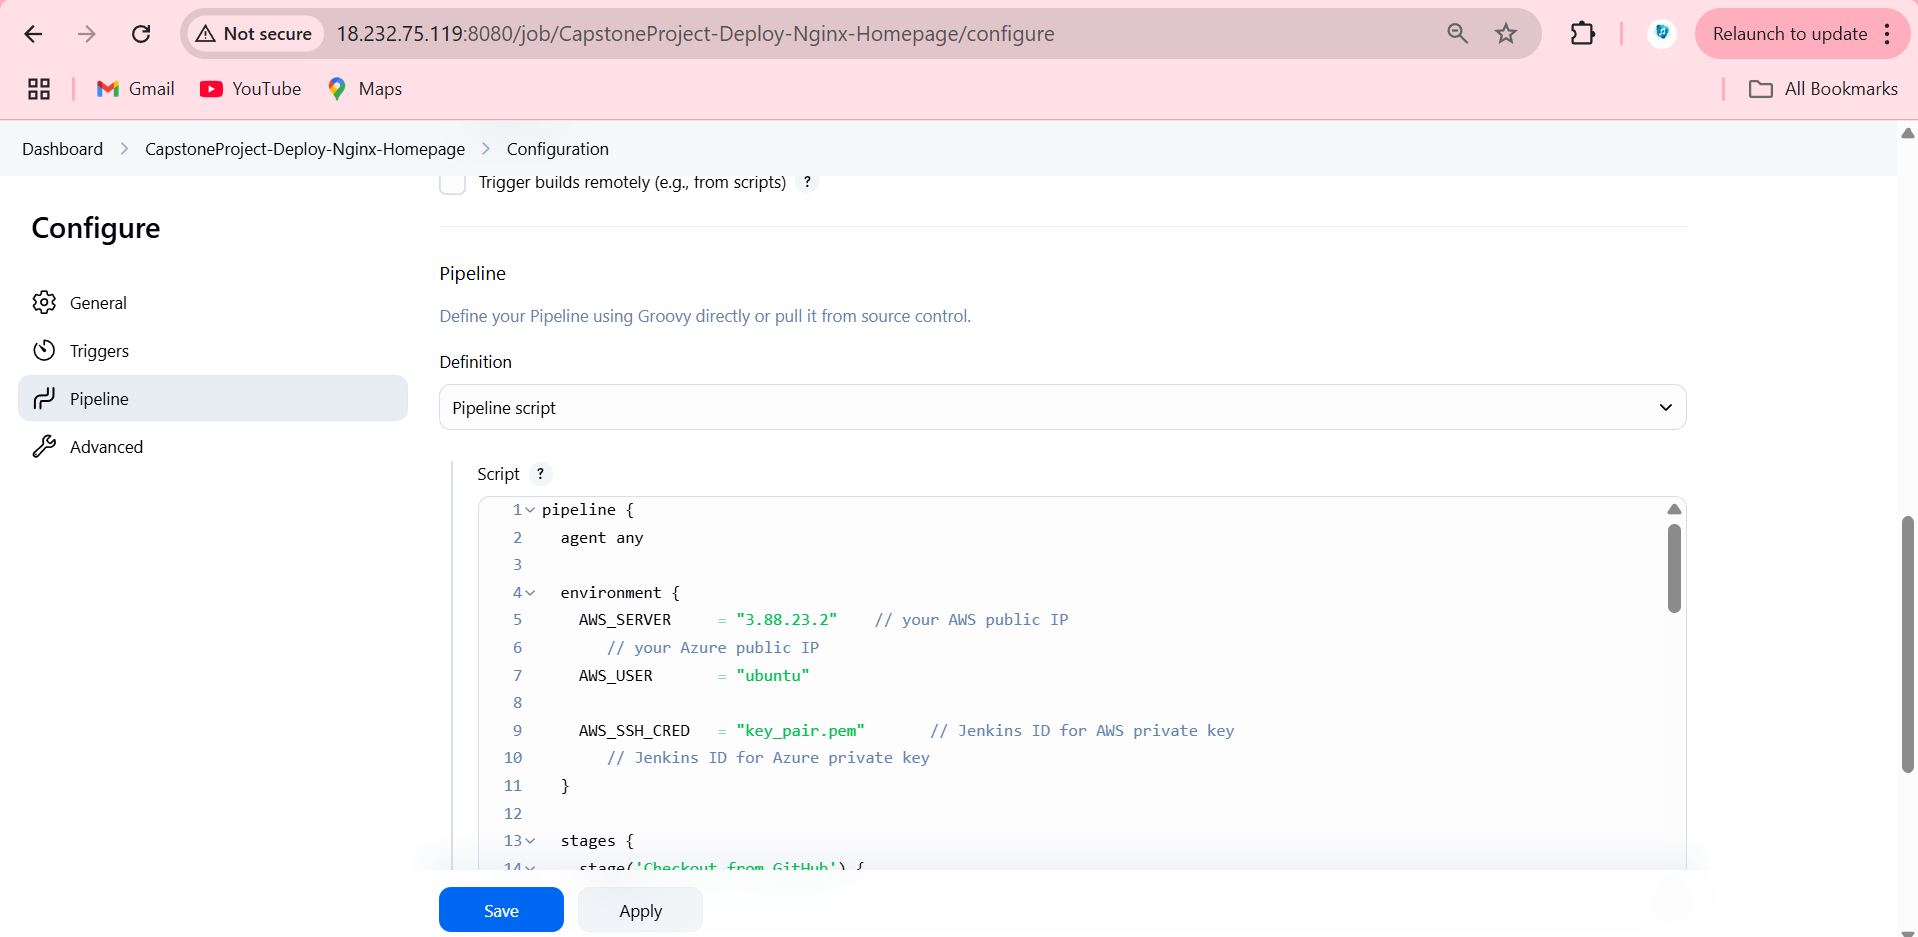 Not secure 18.232.75.119:8080/job/CapstoneProject-Deploy-Nginx-Homepage/configure Relaunch to update
Gmail YouTube Maps All Bookmarks
Dashboard CapstoneProject-Deploy-Nginx-Homepage Configuration
Trigger builds remotely (e.g., from scripts) ?
Configure
General
Triggers
Pipeline
Advanced
Pipeline
Define your Pipeline using Groovy directly or pull it from source control.
Definition
Pipeline script
Script ?
1 pipeline {
2 agent any
3
4 environment {
5 AWS_SERVER = "3.88.23.2" // your AWS public IP
6 // your Azure public IP
7 AWS_USER = "ubuntu"
8
9 AWS_SSH_CRED = "key_pair.pem" // Jenkins ID for AWS private key
10 // Jenkins ID for Azure private key
11 }
12
13 stages {
14 stage('Checkout from GitHub') {
Save Apply